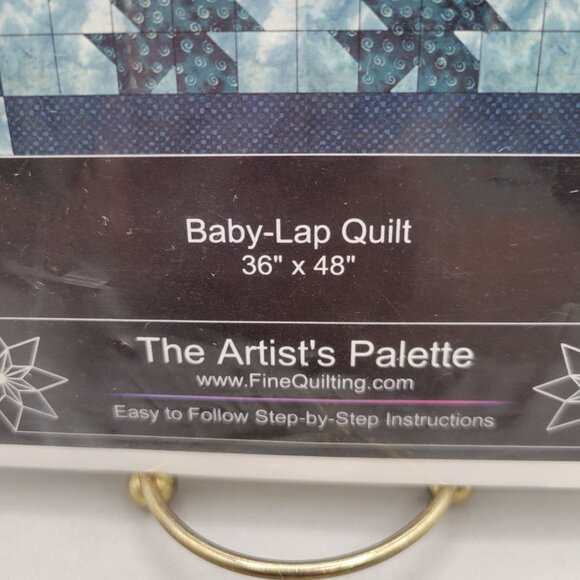 Baby-Lap Quilt
36" x 48"
The Artist's Palette
www.FineQuilting.com
Easy to Follow Step-by-Step Instructions